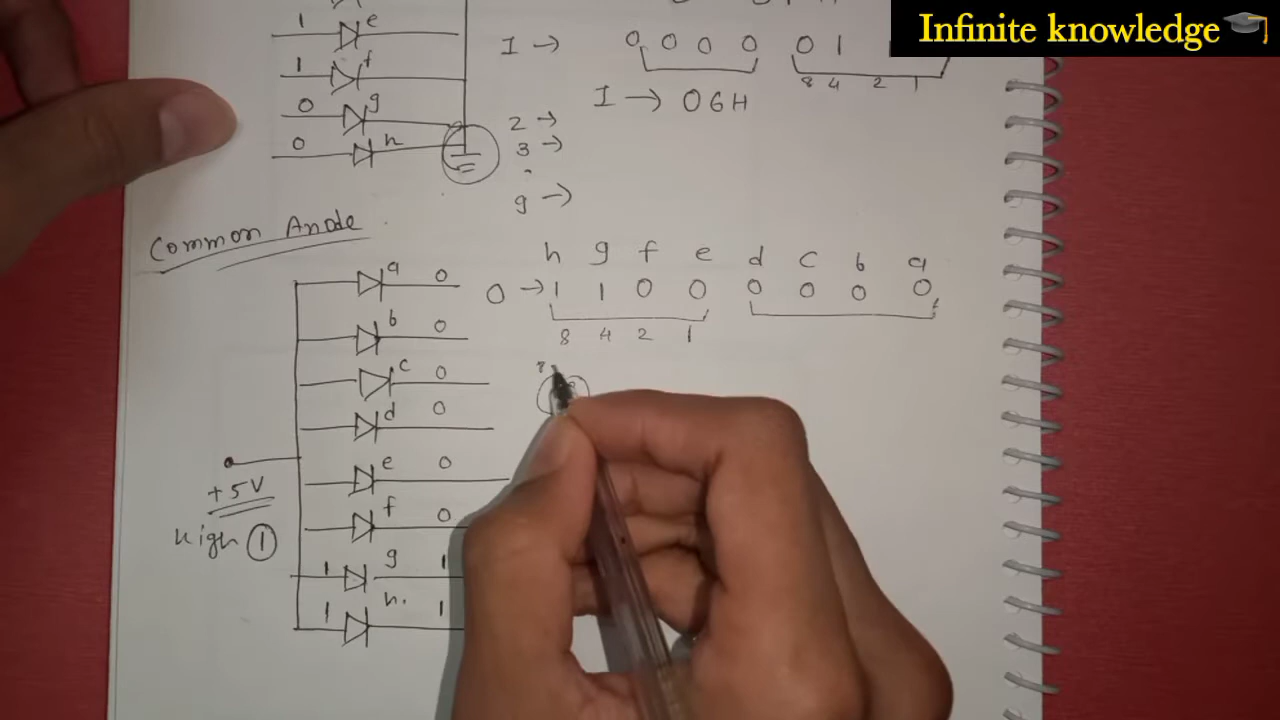 Infinite knowledge
1 e
1 f
0 g
0 h
1 → 0 0 0 0 0 1
8 4 2 1
1 → 06H
2 →
3 →
9 →
Common Anode
h g f e d c b a
0 → 1 1 0 0 0 0 0 0
8 4 2 1
a 0
b 0
c 0
d 0
e 0
f 0
1 g 1
1 h. 1
+5V
High 1